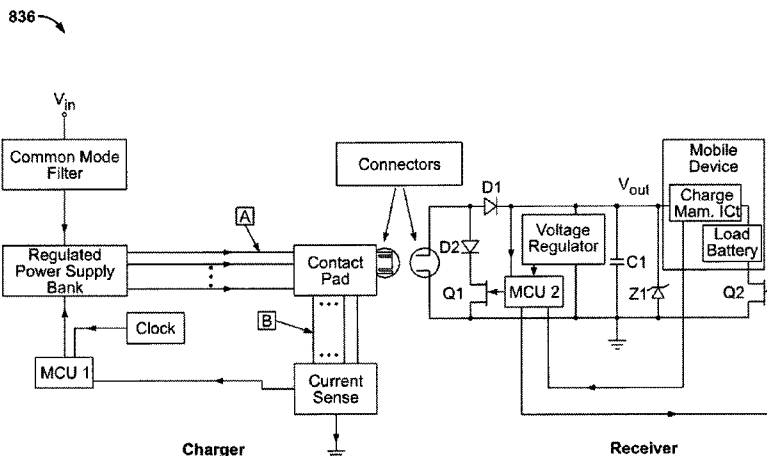 836
Vin
Common Mode
Filter
Regulated
Power Supply
Bank
Clock
MCU 1
A
B
Contact
Pad
Current
Sense
Charger
Connectors
D1
D2
Q1
MCU 2
Voltage
Regulator
C1
Vout
Z1
Mobile
Device
Charge
Mam. ICt
Load
Battery
Q2
Receiver